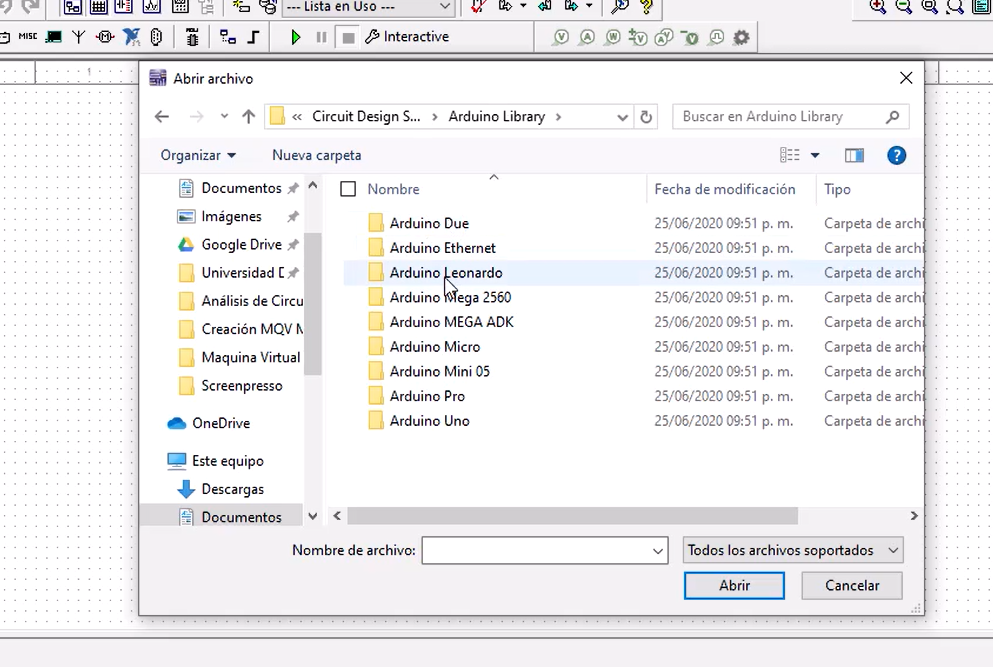 --- Lista en Uso ---
MISC
Interactive
V A W V A V
1
Abrir archivo
« Circuit Design S... › Arduino Library ›
Buscar en Arduino Library
Organizar
Nueva carpeta
?
Documentos
Imágenes
Google Drive
Universidad D
Análisis de Circu
Creación MQV M
Maquina Virtual
Screenpresso
OneDrive
Este equipo
Descargas
Documentos
Nombre Fecha de modificación Tipo
Arduino Due 25/06/2020 09:51 p. m. Carpeta de archi
Arduino Ethernet 25/06/2020 09:51 p. m. Carpeta de archi
Arduino Leonardo 25/06/2020 09:51 p. m. Carpeta de archi
Arduino Mega 2560 25/06/2020 09:51 p. m. Carpeta de archi
Arduino MEGA ADK 25/06/2020 09:51 p. m. Carpeta de archi
Arduino Micro 25/06/2020 09:51 p. m. Carpeta de archi
Arduino Mini 05 25/06/2020 09:51 p. m. Carpeta de archi
Arduino Pro 25/06/2020 09:51 p. m. Carpeta de archi
Arduino Uno 25/06/2020 09:51 p. m. Carpeta de archi
Nombre de archivo:
Todos los archivos soportados
Abrir
Cancelar